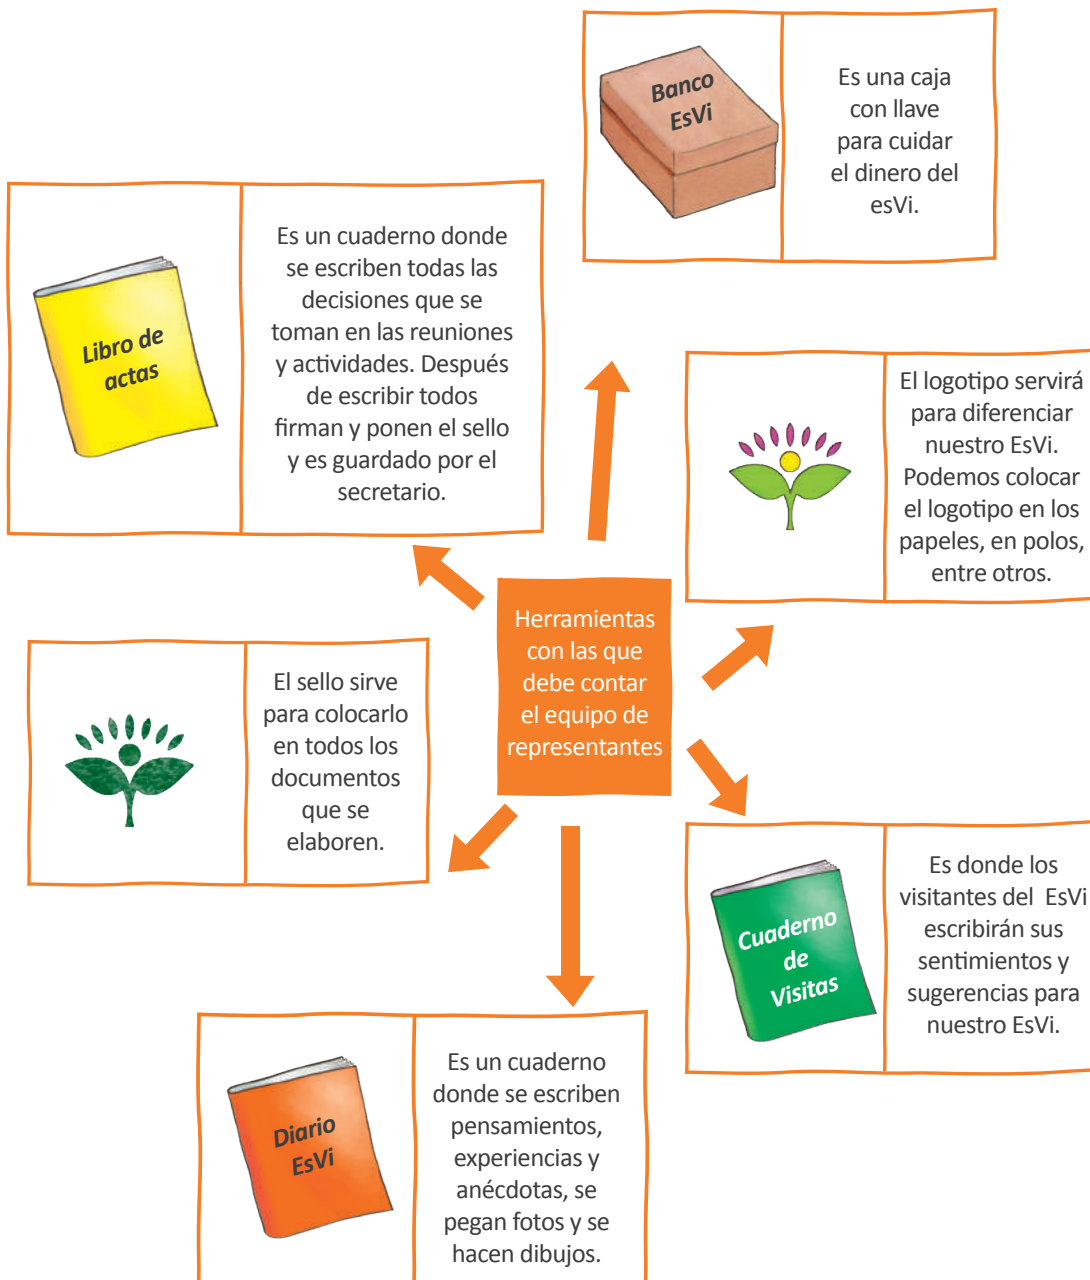 Banco
EsVi
Es una caja
con llave
para cuidar
el dinero del
esVi.
Libro de
actas
Es un cuaderno donde
se escriben todas las
decisiones que se
toman en las reuniones
y actividades. Después
de escribir todos
firman y ponen el sello
y es guardado por el
secretario.
El logotipo servirá
para diferenciar
nuestro EsVi.
Podemos colocar
el logotipo en los
papeles, en polos,
entre otros.
Herramientas
con las que
debe contar
el equipo de
representantes
El sello sirve
para colocarlo
en todos los
documentos
que se
elaboren.
Cuaderno
de
Visitas
Es donde los
visitantes del  EsVi
escribirán sus
sentimientos y
sugerencias para
nuestro EsVi.
Diario
EsVi
Es un cuaderno
donde se escriben
pensamientos,
experiencias y
anécdotas, se
pegan fotos y se
hacen dibujos.